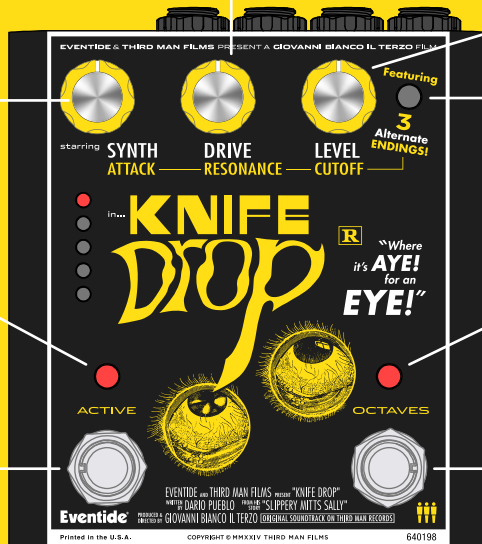 EVENTIDE & THIRD MAN FILMS PRESENT A GIOVANNI BIANCO IL TERZO FILM
Featuring
3
Alternate
ENDINGS!
starring SYNTH DRIVE LEVEL
ATTACK RESONANCE CUTOFF
in... KNIFE
DROP
R
"Where
it's AYE!
for an
EYE!"
ACTIVE
OCTAVES
EVENTIDE AND THIRD MAN FILMS PRESENT "KNIFE DROP"
WRITTEN BY DARIO PUEBLO FROM HIS STORY "SLIPPERY MITTS SALLY"
PRODUCED & DIRECTED BY GIOVANNI BIANCO IL TERZO ORIGINAL SOUNDTRACK ON THIRD MAN RECORDS
Eventide®
Printed in the U.S.A. COPYRIGHT © MMXXIV THIRD MAN FILMS 640198